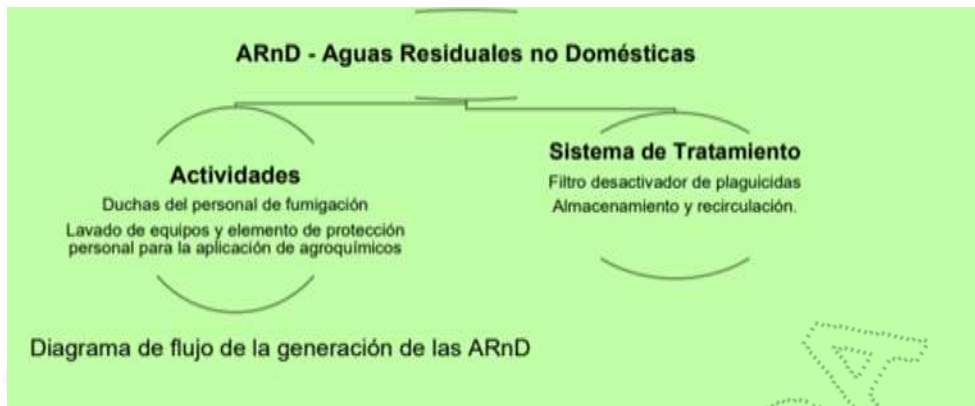 ARnD - Aguas Residuales no Domésticas
Actividades
Duchas del personal de fumigación
Lavado de equipos y elemento de protección
personal para la aplicación de agroquímicos
Sistema de Tratamiento
Filtro desactivador de plaguicidas
Almacenamiento y recirculación.
Diagrama de flujo de la generación de las ARnD